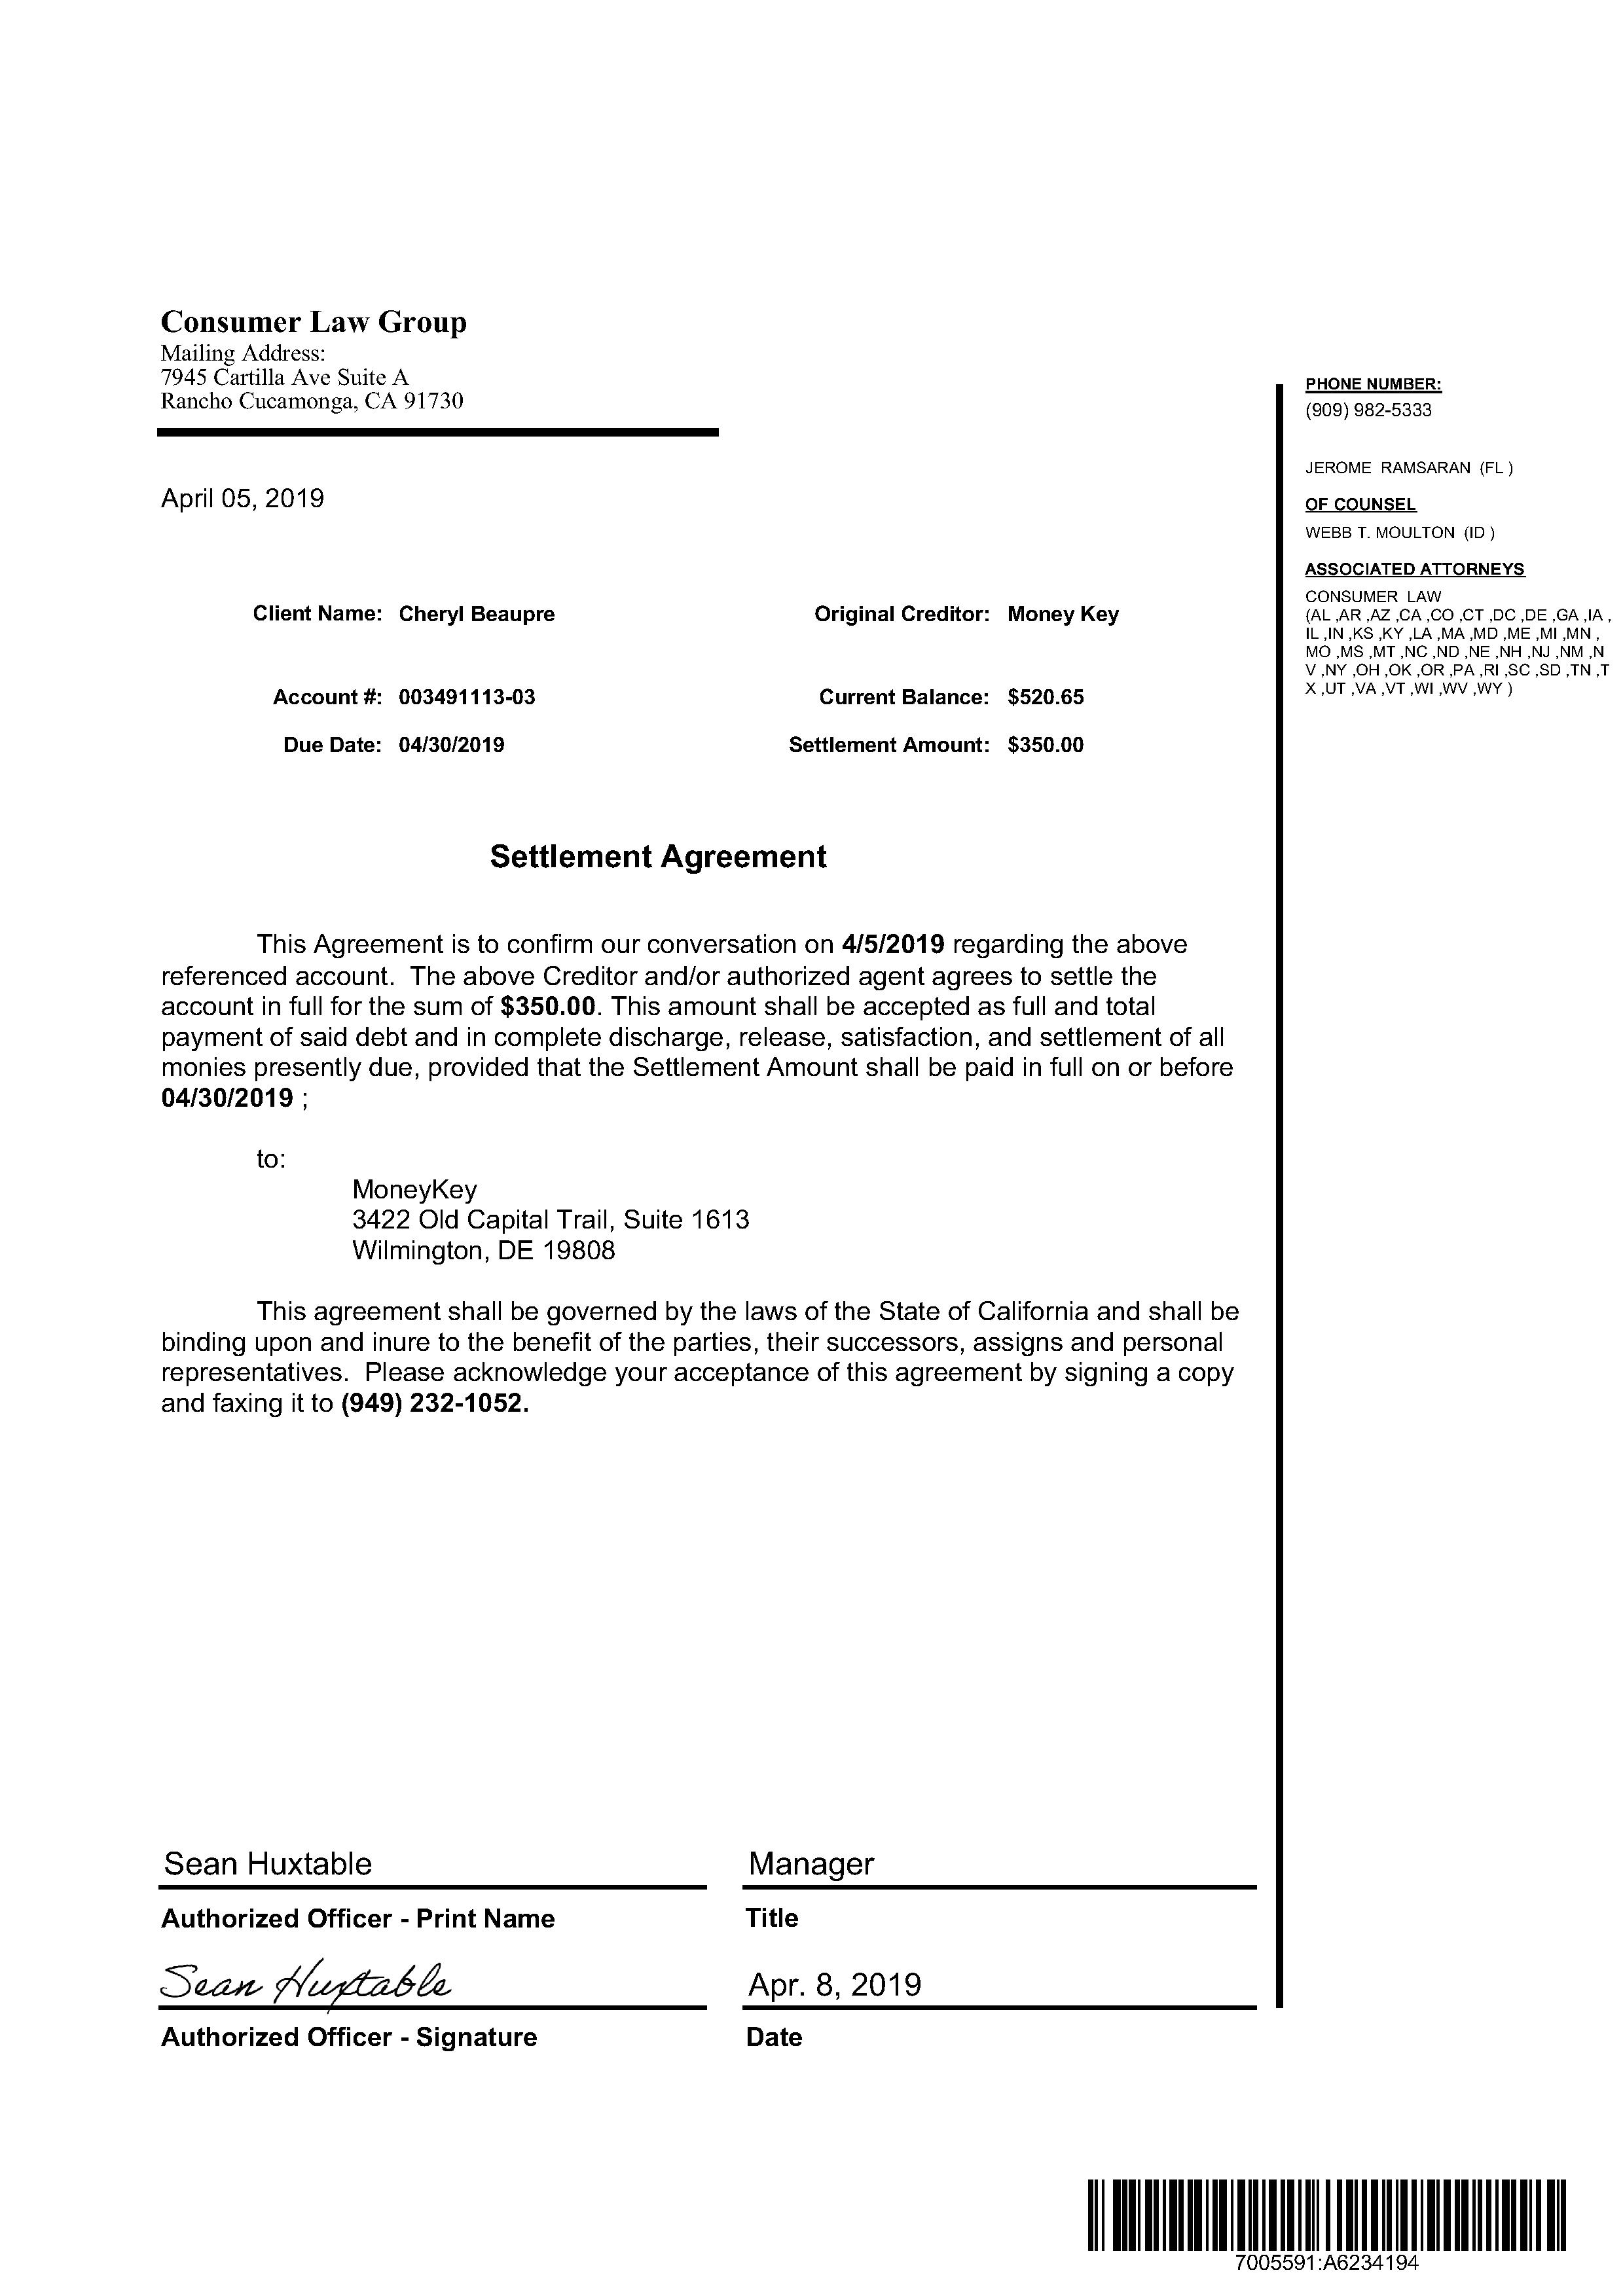 Consumer Law Group
Mailing Address:
7945 Cartilla Ave Suite A
Rancho Cucamonga, CA 91730
PHONE NUMBER:
(909) 982-5333
JEROME RAMSARAN (FL )
OF COUNSEL
WEBB T. MOULTON (ID )
ASSOCIATED ATTORNEYS
CONSUMER LAW
(AL ,AR ,AZ ,CA ,CO ,CT ,DC ,DE ,GA ,IA ,
IL ,IN ,KS ,KY ,LA ,MA ,MD ,ME ,MI ,MN ,
MO ,MS ,MT ,NC ,ND ,NE ,NH ,NJ ,NM ,N
V ,NY ,OH ,OK ,OR ,PA ,RI ,SC ,SD ,TN ,T
X ,UT ,VA ,VT ,WI ,WV ,WY )
April 05, 2019
Client Name: Cheryl Beaupre Original Creditor: Money Key
Account #: 003491113-03 Current Balance: $520.65
Due Date: 04/30/2019 Settlement Amount: $350.00
Settlement Agreement
This Agreement is to confirm our conversation on 4/5/2019 regarding the above
referenced account. The above Creditor and/or authorized agent agrees to settle the
account in full for the sum of $350.00. This amount shall be accepted as full and total
payment of said debt and in complete discharge, release, satisfaction, and settlement of all
monies presently due, provided that the Settlement Amount shall be paid in full on or before
04/30/2019 ;
to:
MoneyKey
3422 Old Capital Trail, Suite 1613
Wilmington, DE 19808
This agreement shall be governed by the laws of the State of California and shall be
binding upon and inure to the benefit of the parties, their successors, assigns and personal
representatives. Please acknowledge your acceptance of this agreement by signing a copy
and faxing it to (949) 232-1052.
Sean Huxtable Manager
Authorized Officer - Print Name Title
Sean Huxtable Apr. 8, 2019
Authorized Officer - Signature Date
7005591:A6234194